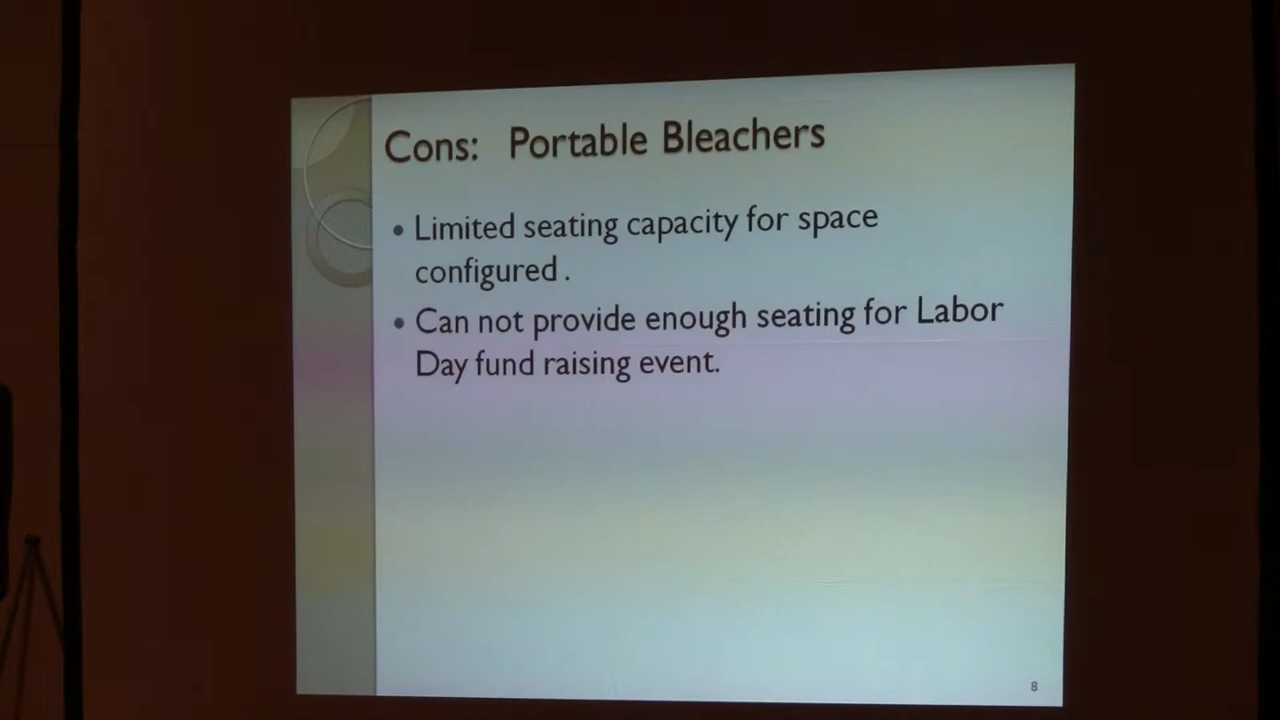 Cons: Portable Bleachers
• Limited seating capacity for space
configured .
• Can not provide enough seating for Labor
Day fund raising event.
8